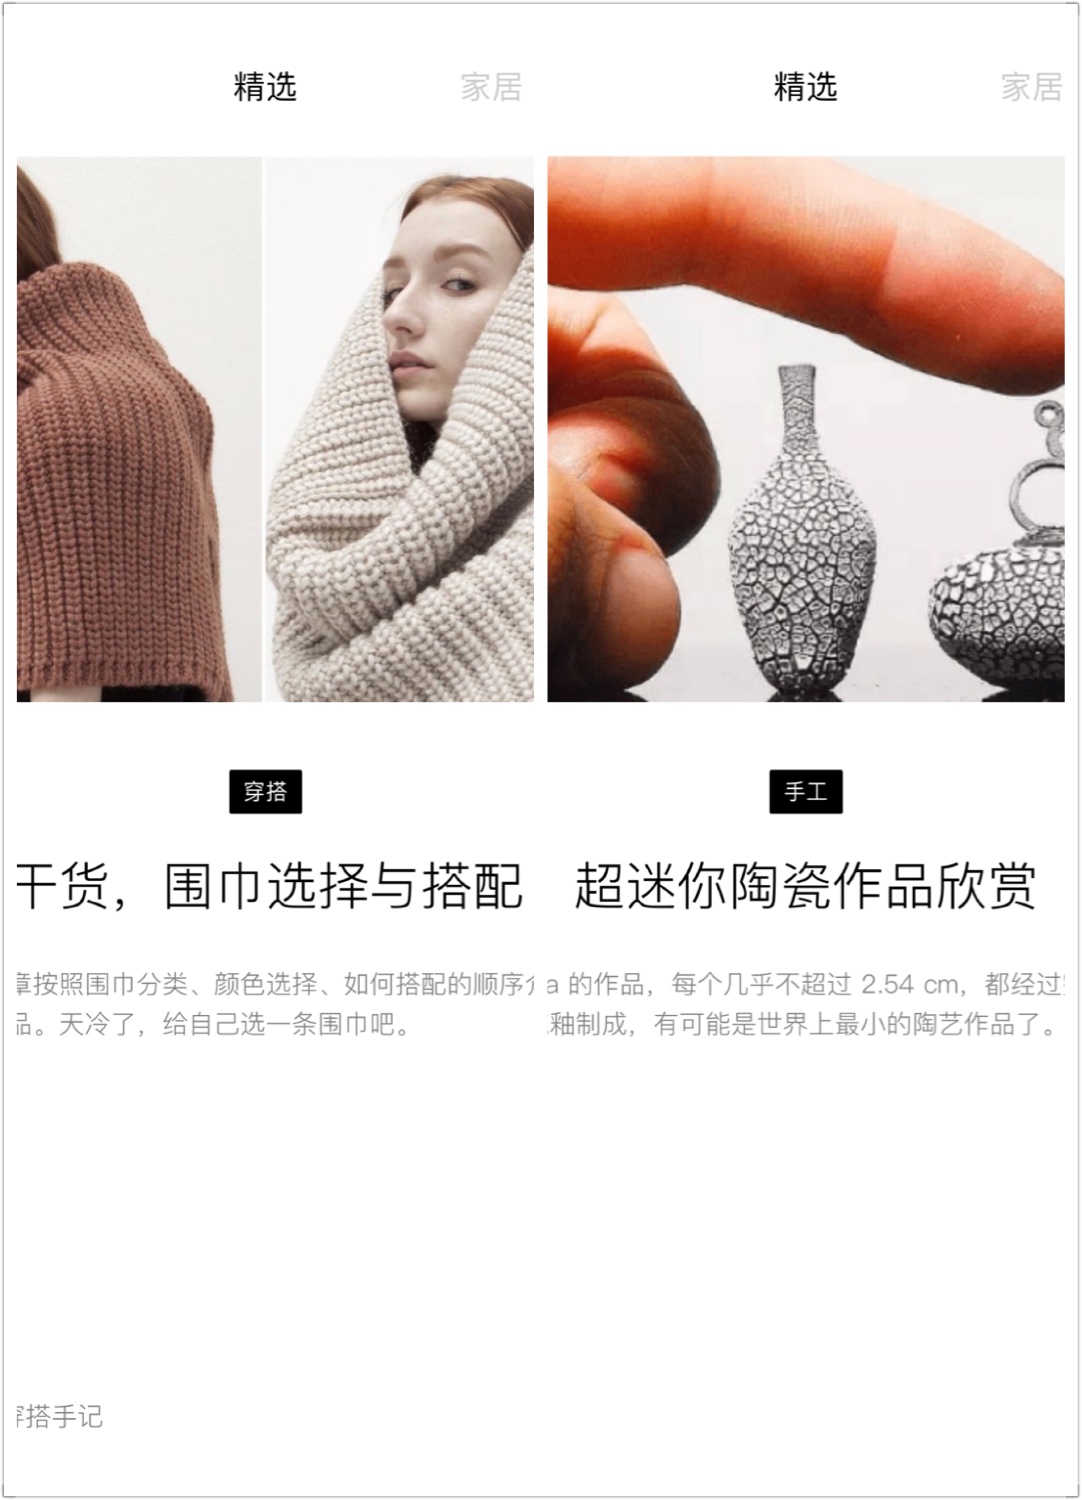 精选
家居
穿搭
干货，围巾选择与搭配
章按照围巾分类、颜色选择、如何搭配的顺序
品。天冷了，给自己选一条围巾吧。
穿搭手记
精选
家居
手工
超迷你陶瓷作品欣赏
a 的作品，每个几乎不超过 2.54 cm，都经过
釉制成，有可能是世界上最小的陶艺作品了。